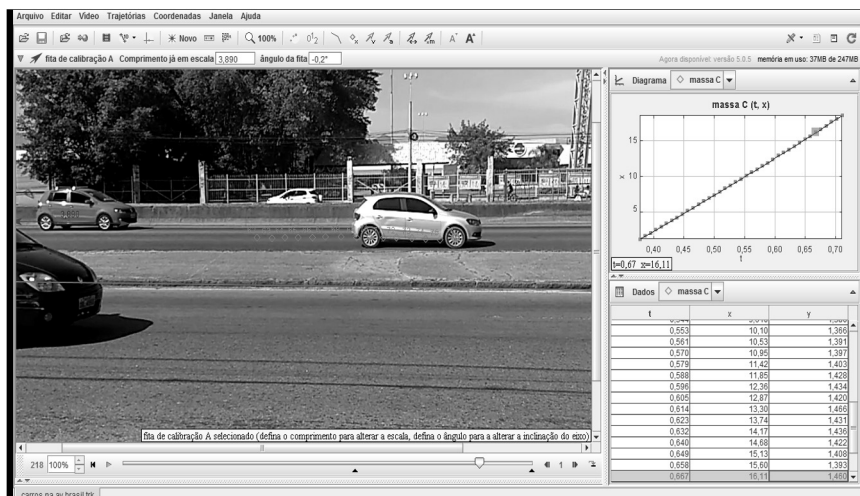 Arquivo Editar Vídeo Trajetórias Coordenadas Janela Ajuda
Novo 100%
fita de calibração A Comprimento já em escala 3,890 ângulo da fita -0,2°
Agora disponível: versão 5.0.5 memória em uso: 37MB de 247MB
Diagrama massa C
massa C (t, x)
15
x 10
5
0,40 0,45 0,50 0,55 0,60 0,65 0,70
t
t=0,67 x=16,11
3,890
Dados massa C
t x y
0,553 10,10 1,366
0,561 10,53 1,391
0,570 10,95 1,397
0,579 11,42 1,403
0,588 11,85 1,428
0,596 12,36 1,434
0,605 12,87 1,420
0,614 13,30 1,466
0,623 13,74 1,431
0,632 14,17 1,436
0,640 14,68 1,422
0,649 15,13 1,408
0,658 15,60 1,393
0,667 16,11 1,460
fita de calibração A selecionado (defina o comprimento para alterar a escala, defina o ângulo para a alterar a inclinação do eixo)
218 100% 1
carros na av brasil.trk